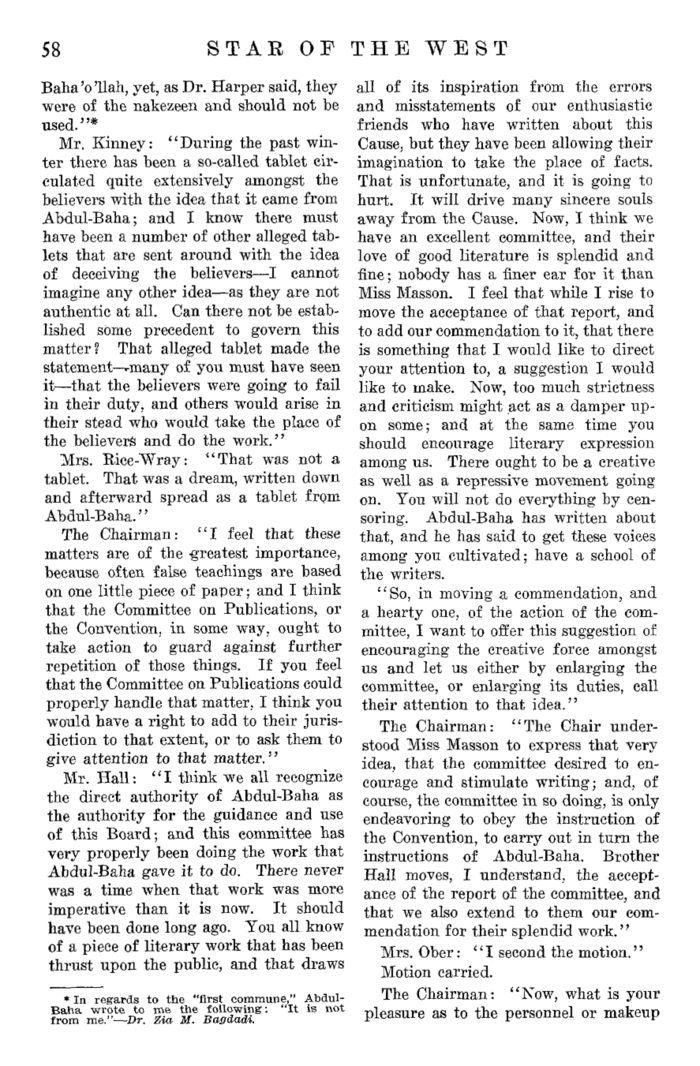 58
STAR OF THE WEST
Baha'o'llah, yet, as Dr. Harper said, they
were of the nakezeen and should not be
used.''*
Mr. Kinney: ``During the past win-
ter there has been a so-called tablet cir-
culated quite extensively amongst the
believers with the idea that it came from
Abdul-Baha; and I know there must
have been a number of other alleged tab-
lets that are sent around with the idea
of deceiving the believers—I cannot
imagine any other idea—as they are not
authentic at all. Can there not be estab-
lished some precedent to govern this
matter? That alleged tablet made the
statement—many of you must have seen
it—that the believers were going to fail
in their duty, and others would arise in
their stead who would take the place of
the believers and do the work.''
Mrs. Rice-Wray: ``That was not a
tablet. That was a dream, written down
and afterward spread as a tablet from
Abdul-Baha.''
The Chairman: ``I feel that these
matters are of the greatest importance,
because often false teachings are based
on one little piece of paper; and I think
that the Committee on Publications, or
the Convention, in some way, ought to
take action to guard against further
repetition of those things. If you feel
that the Committee on Publications could
properly handle that matter, I think you
would have a right to add to their juris-
diction to that extent, or to ask them to
give attention to that matter.''
Mr. Hall: ``I think we all recognize
the direct authority of Abdul-Baha as
the authority for the guidance and use
of this Board; and this committee has
very properly been doing the work that
Abdul-Baha gave it to do. There never
was a time when that work was more
imperative than it is now. It should
have been done long ago. You all know
of a piece of literary work that has been
thrust upon the public, and that draws
* In regards to the "first commune," Abdul-
Baha wrote to me the following: "It is not
from me."—Dr. Zia M. Bagdadi.
all of its inspiration from the errors
and misstatements of our enthusiastic
friends who have written about this
Cause, but they have been allowing their
imagination to take the place of facts.
That is unfortunate, and it is going to
hurt. It will drive many sincere souls
away from the Cause. Now, I think we
have an excellent committee, and their
love of good literature is splendid and
fine; nobody has a finer ear for it than
Miss Masson. I feel that while I rise to
move the acceptance of that report, and
to add our commendation to it, that there
is something that I would like to direct
your attention to, a suggestion I would
like to make. Now, too much strictness
and criticism might act as a damper up-
on some; and at the same time you
should encourage literary expression
among us. There ought to be a creative
as well as a repressive movement going
on. You will not do everything by cen-
soring. Abdul-Baha has written about
that, and he has said to get these voices
among you cultivated; have a school of
the writers.
``So, in moving a commendation, and
a hearty one, of the action of the com-
mittee, I want to offer this suggestion of
encouraging the creative force amongst
us and let us either by enlarging the
committee, or enlarging its duties, call
their attention to that idea.''
The Chairman: ``The Chair under-
stood Miss Masson to express that very
idea, that the committee desired to en-
courage and stimulate writing; and, of
course, the committee in so doing, is only
endeavoring to obey the instruction of
the Convention, to carry out in turn the
instructions of Abdul-Baha. Brother
Hall moves, I understand, the accept-
ance of the report of the committee, and
that we also extend to them our com-
mendation for their splendid work.''
Mrs. Ober: ``I second the motion.''
Motion carried.
The Chairman: ``Now, what is your
pleasure as to the personnel or makeup